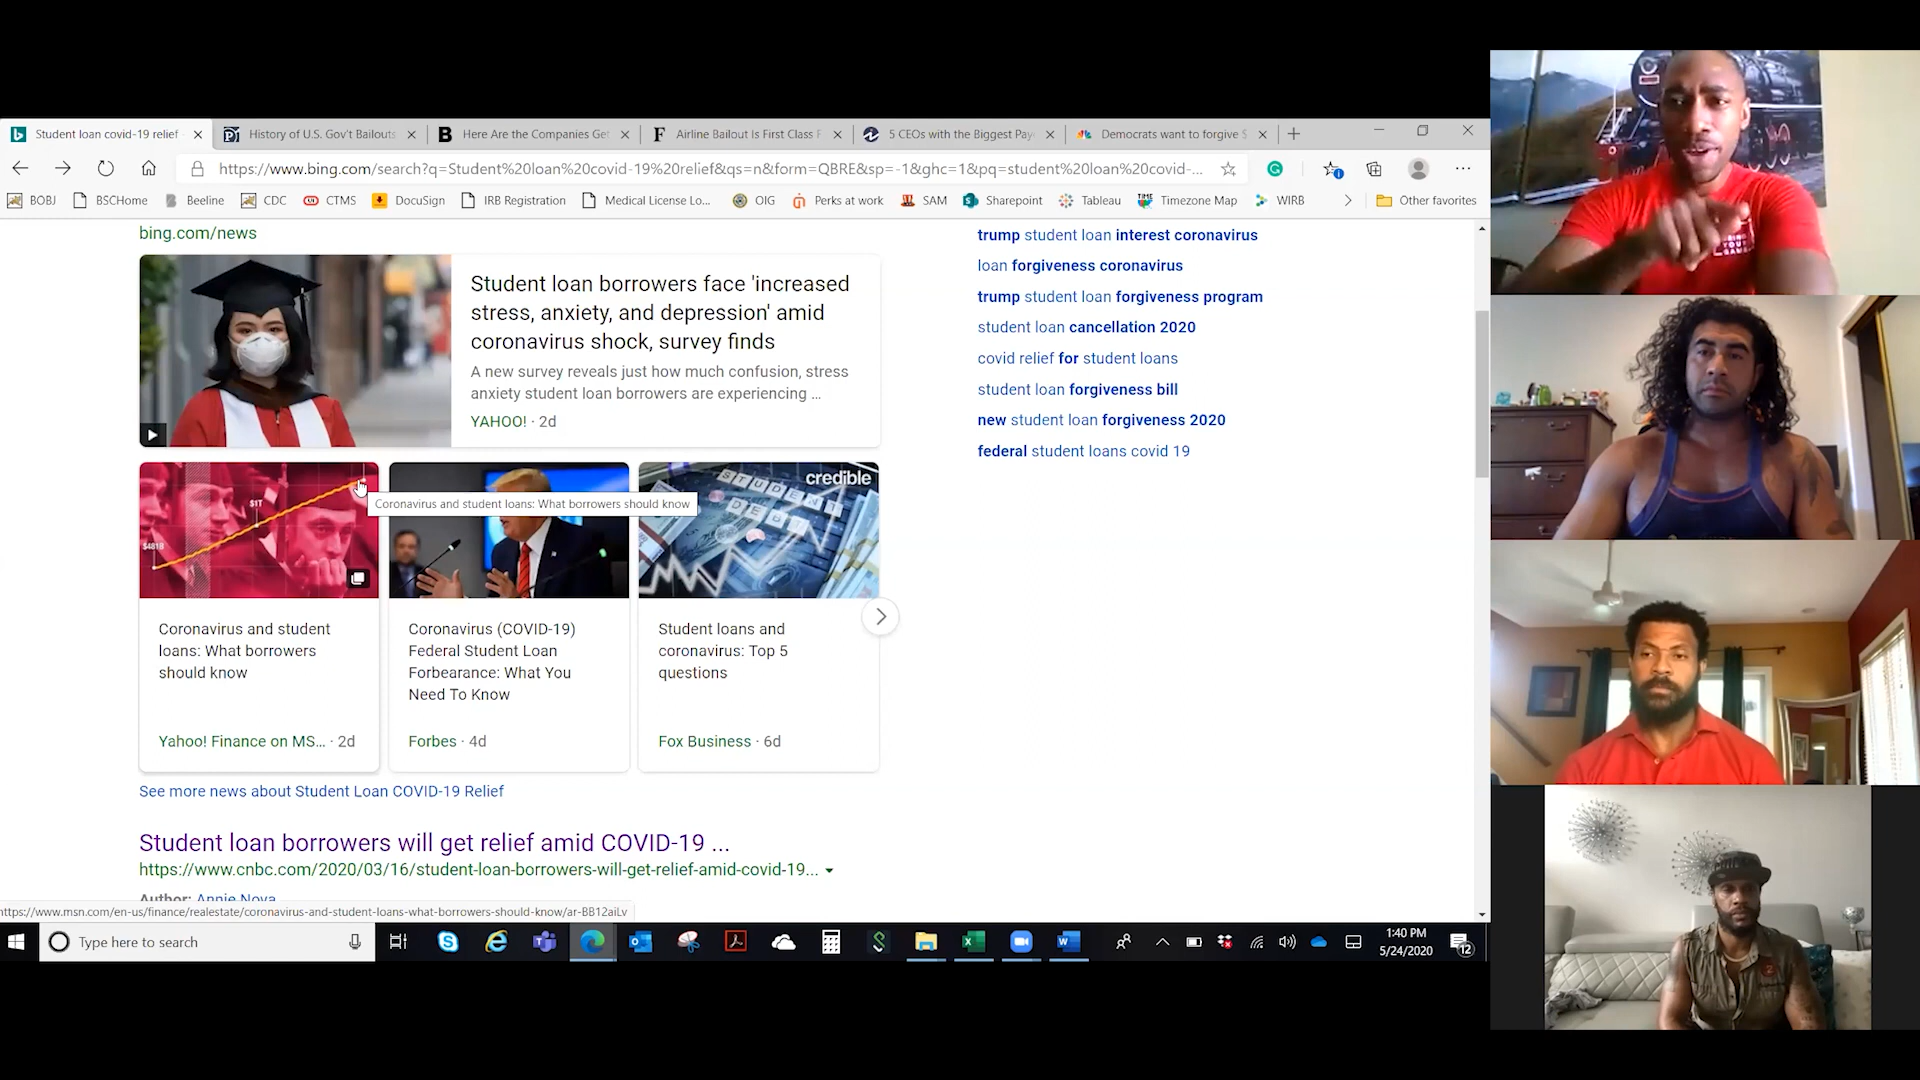 Student loan covid-19 relief
History of U.S. Gov't Bailouts
Here Are the Companies Get
Airline Bailout is First Class F
5 CEOs with the Biggest Pay
Democrats want to forgive $
https://www.bing.com/search?q=Student%20loan%20covid-19%20relief&qs=n&form=QBRE&sp=-1&ghc=1&pq=student%20loan%20covid-...
BOBJ
BSCHome
Beeline
CDC
CTMS
DocuSign
IRB Registration
Medical License Lo...
OIG
Perks at work
SAM
Sharepoint
Tableau
Timezone Map
WIRB
Other favorites
bing.com/news
Student loan borrowers face 'increased
stress, anxiety, and depression' amid
coronavirus shock, survey finds
A new survey reveals just how much confusion, stress
anxiety student loan borrowers are experiencing ...
YAHOO! · 2d
trump student loan interest coronavirus
loan forgiveness coronavirus
trump student loan forgiveness program
student loan cancellation 2020
covid relief for student loans
student loan forgiveness bill
new student loan forgiveness 2020
federal student loans covid 19
$1T
$481B
Coronavirus and student loans: What borrowers should know
credible
STUDENT
DEBT
Coronavirus and student
loans: What borrowers
should know
Yahoo! Finance on MS... · 2d
Coronavirus (COVID-19)
Federal Student Loan
Forbearance: What You
Need To Know
Forbes · 4d
Student loans and
coronavirus: Top 5
questions
Fox Business · 6d
See more news about Student Loan COVID-19 Relief
Student loan borrowers will get relief amid COVID-19 ...
https://www.cnbc.com/2020/03/16/student-loan-borrowers-will-get-relief-amid-covid-19...
Author: Annie Nova
https://www.msn.com/en-us/finance/realestate/coronavirus-and-student-loans-what-borrowers-should-know/ar-BB12aiLv
Type here to search
1:40 PM
5/24/2020
12